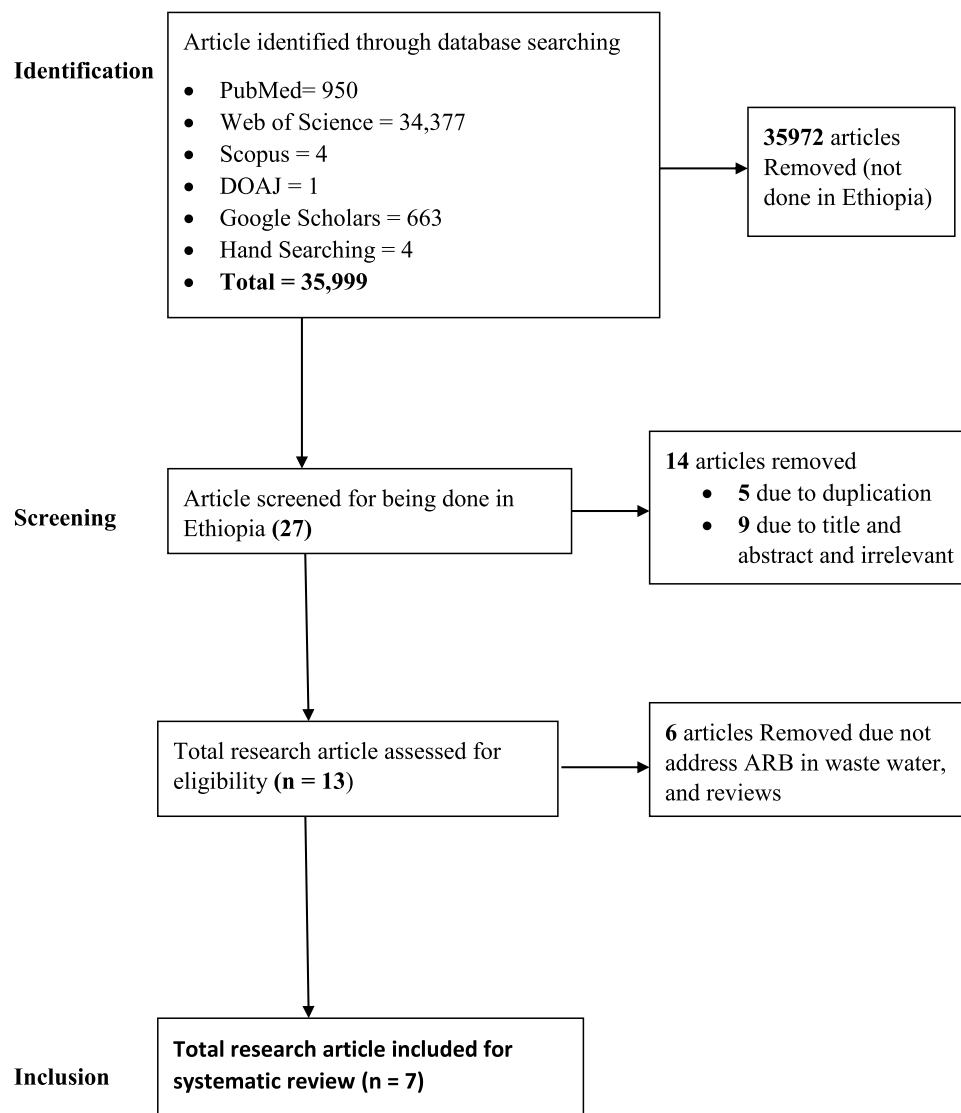 Identification
Article identified through database searching
• PubMed= 950
• Web of Science = 34,377
• Scopus = 4
• DOAJ = 1
• Google Scholars = 663
• Hand Searching = 4
• Total = 35,999
35972 articles
Removed (not
done in Ethiopia)
Screening
Article screened for being done in
Ethiopia (27)
14 articles removed
• 5 due to duplication
• 9 due to title and
abstract and irrelevant
Total research article assessed for
eligibility (n = 13)
6 articles Removed due not
address ARB in waste water,
and reviews
Inclusion
Total research article included for
systematic review (n = 7)